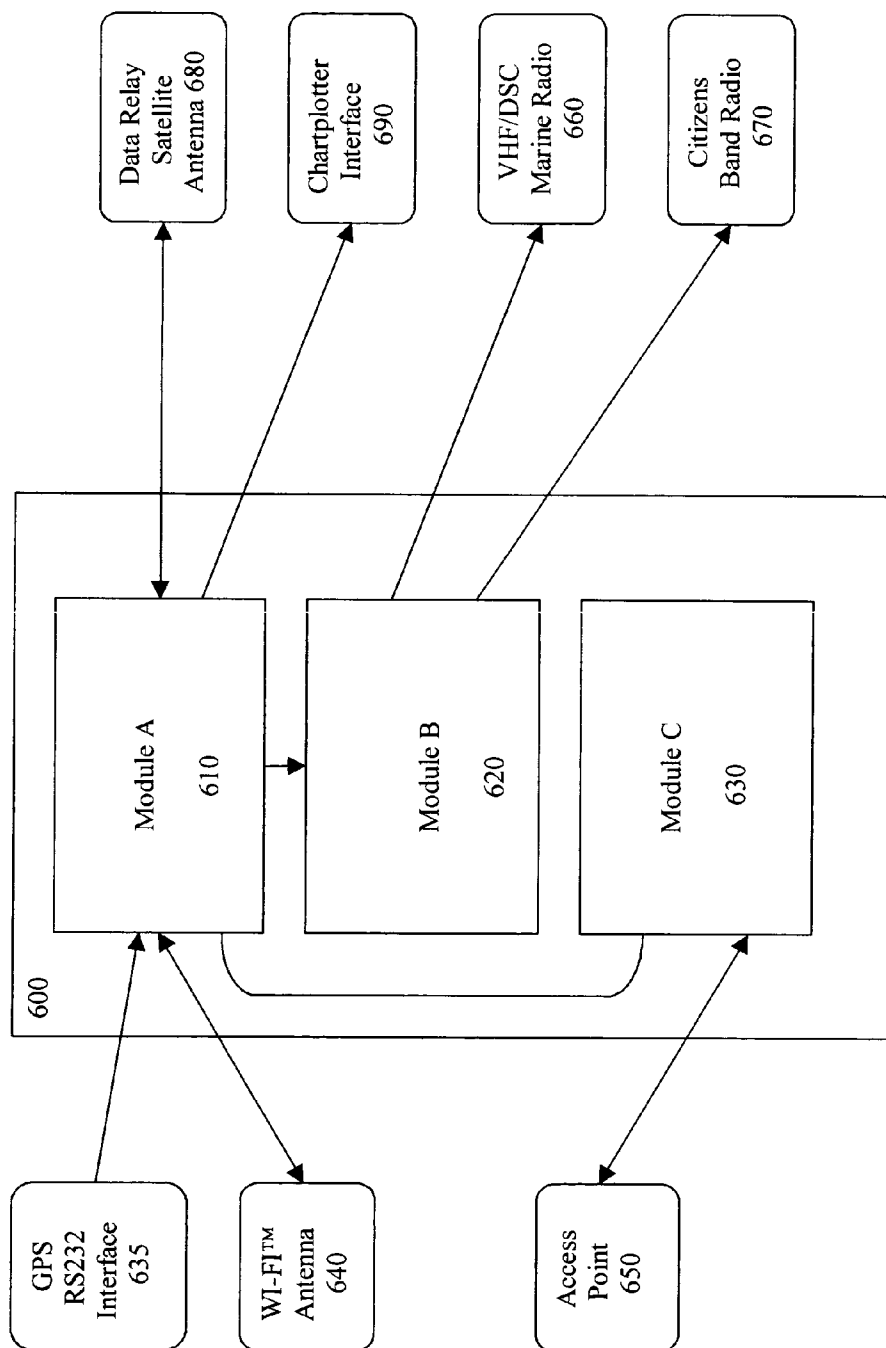 600
GPS
RS232
Interface
635
WI-FI™
Antenna
640
Access
Point
650
Module A
610
Module B
620
Module C
630
Data Relay
Satellite
Antenna 680
Chartplotter
Interface
690
VHF/DSC
Marine Radio
660
Citizens
Band Radio
670